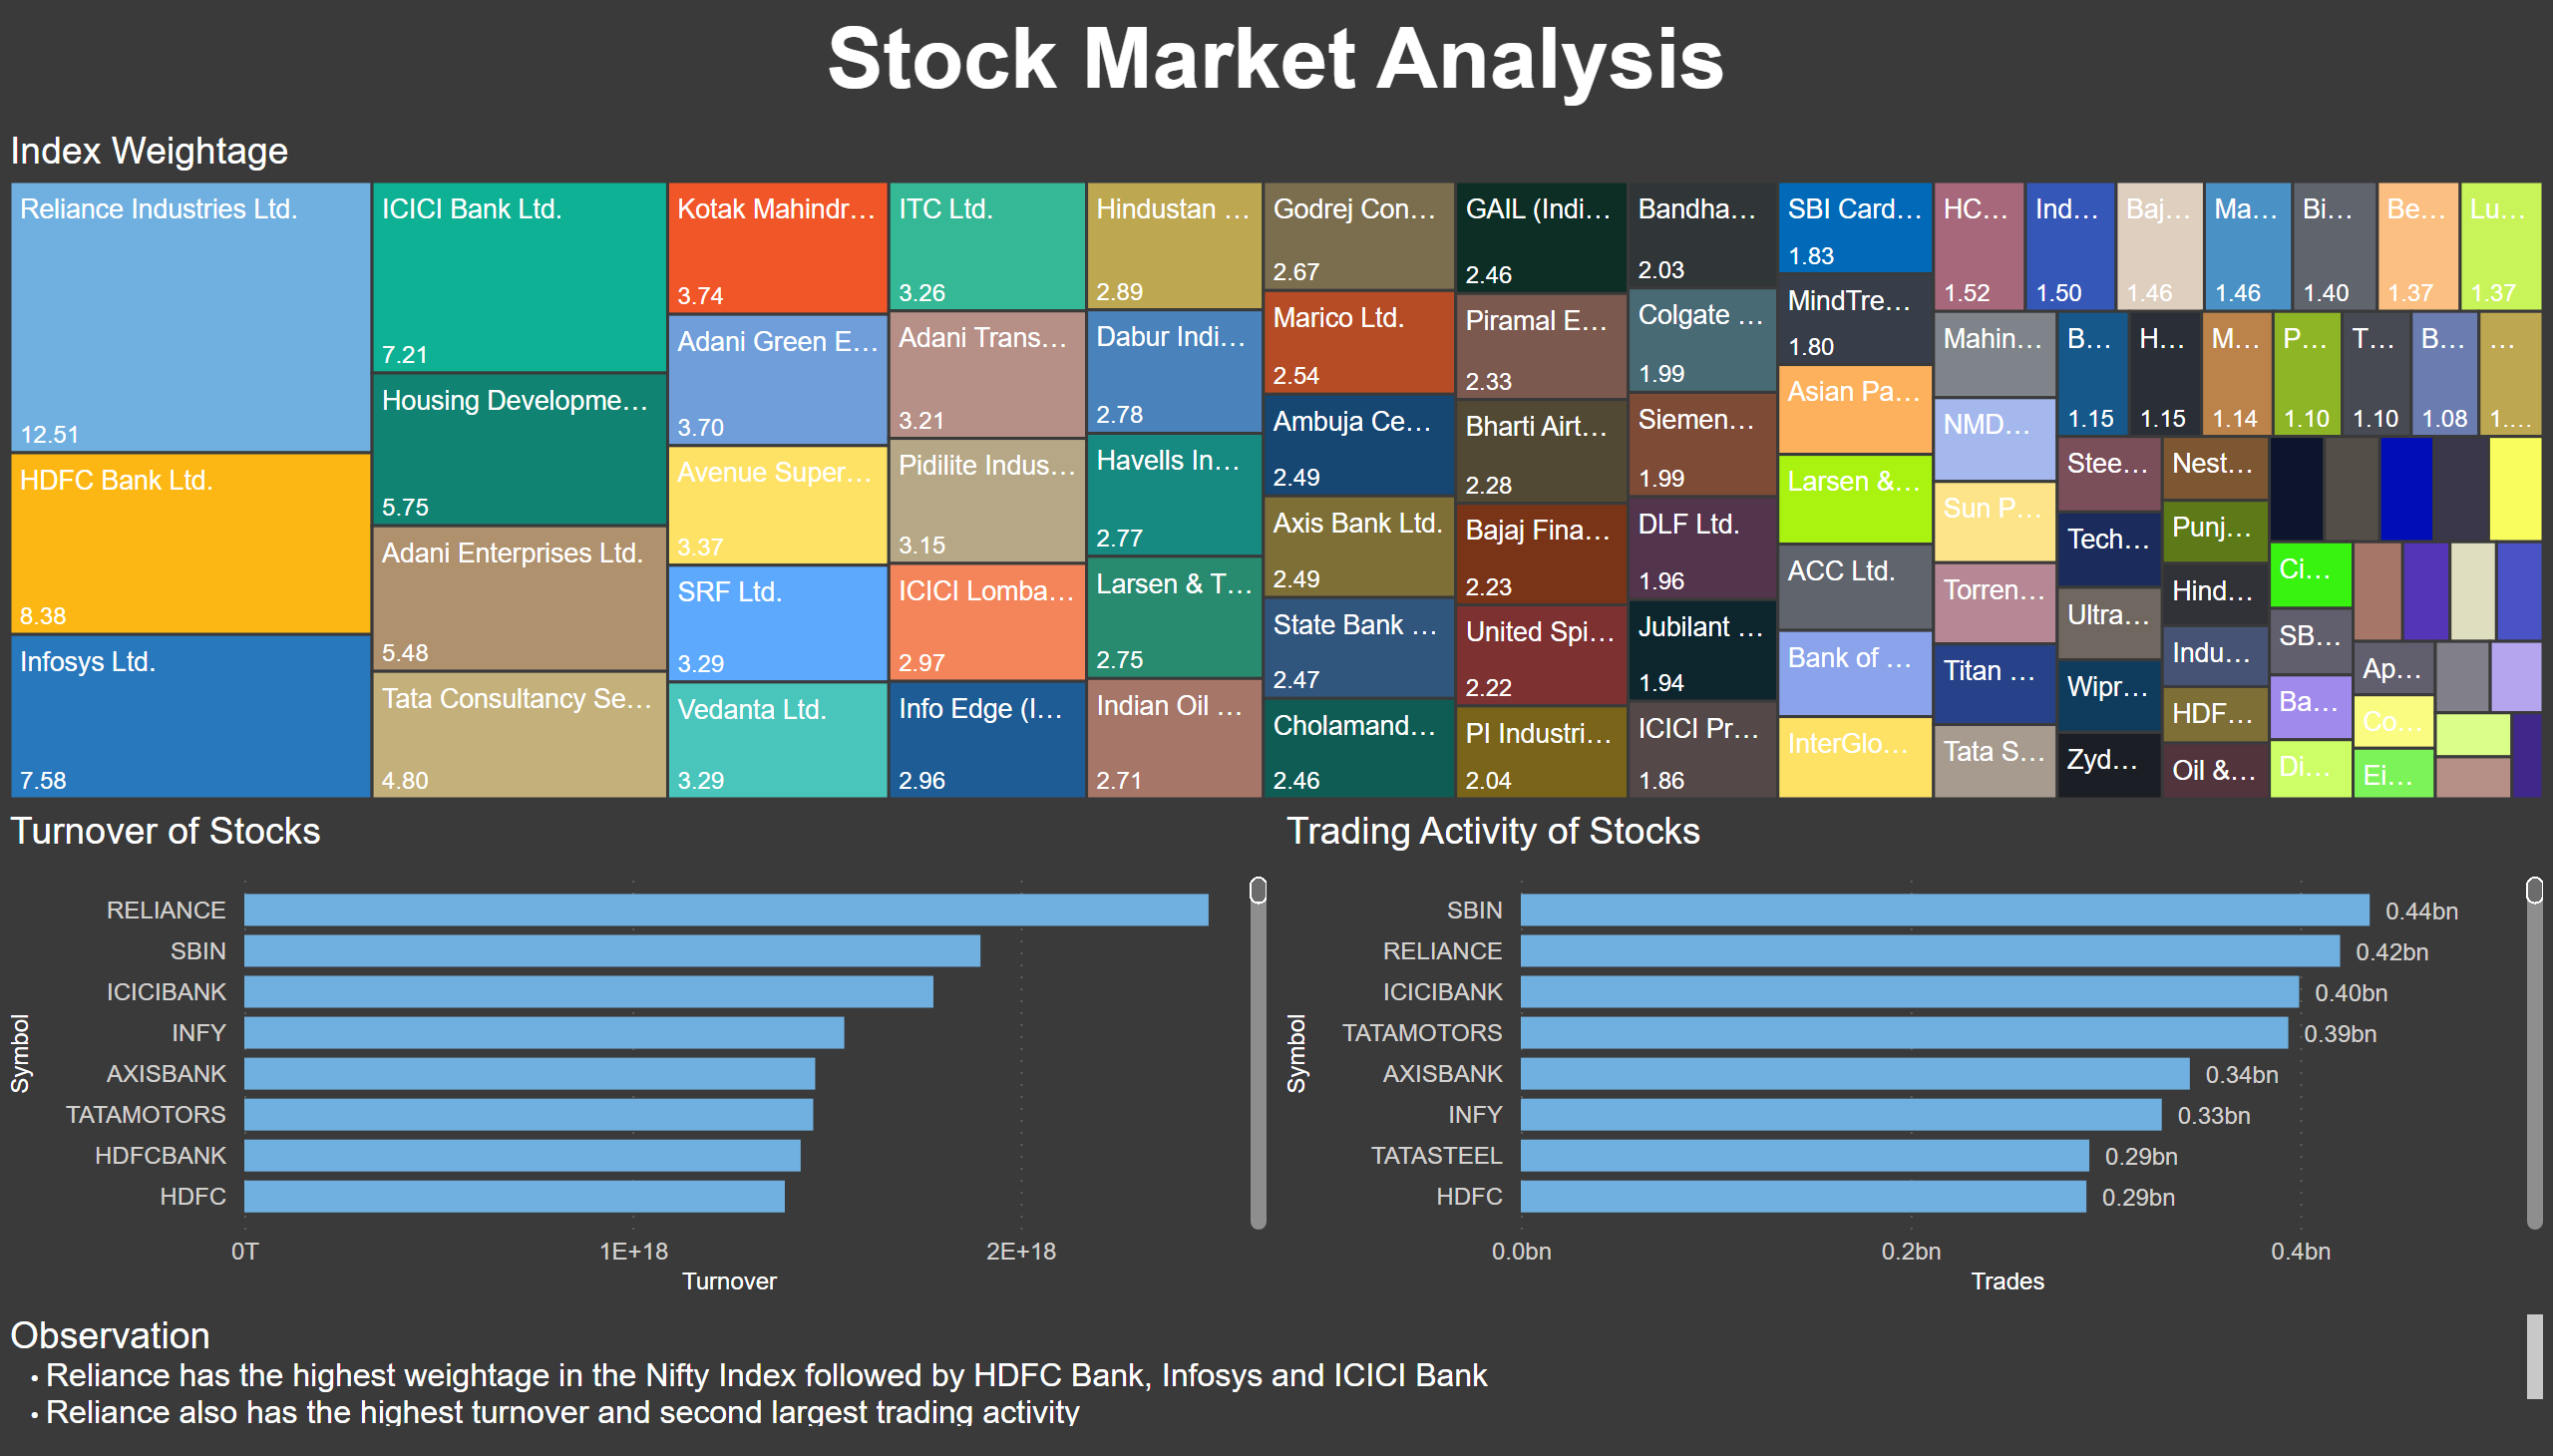 Stock Market Analysis
Index Weightage
Reliance Industries Ltd.
12.51
HDFC Bank Ltd.
8.38
Infosys Ltd.
7.58
ICICI Bank Ltd.
7.21
Housing Developme...
5.75
Adani Enterprises Ltd.
5.48
Tata Consultancy Se...
4.80
Kotak Mahindr...
3.74
Adani Green E...
3.70
Avenue Super...
3.37
SRF Ltd.
3.29
Vedanta Ltd.
3.29
ITC Ltd.
3.26
Adani Trans...
3.21
Pidilite Indus...
3.15
ICICI Lomba...
2.97
Info Edge (I...
2.96
Hindustan ...
2.89
Dabur Indi...
2.78
Havells In...
2.77
Larsen & T...
2.75
Indian Oil ...
2.71
Godrej Con...
2.67
Marico Ltd.
2.54
Ambuja Ce...
2.49
Axis Bank Ltd.
2.49
State Bank ...
2.47
Cholamand...
2.46
GAIL (Indi...
2.46
Piramal E...
2.33
Bharti Airt...
2.28
Bajaj Fina...
2.23
United Spi...
2.22
PI Industri...
2.04
Bandha...
2.03
Colgate ...
1.99
Siemen...
1.99
DLF Ltd.
1.96
Jubilant ...
1.94
ICICI Pr...
1.86
SBI Card...
1.83
MindTre...
1.80
Asian Pa...
Larsen &...
ACC Ltd.
Bank of ...
InterGlo...
HC...
1.52
Ind...
1.50
Baj...
1.46
Ma...
1.46
Bi...
1.40
Be...
1.37
Lu...
1.37
Mahin...
NMD...
Sun P...
Torren...
Titan ...
Tata S...
B...
1.15
H...
1.15
M...
1.14
P...
1.10
T...
1.10
B...
1.08
...
1....
Stee...
Tech...
Ultra...
Wipr...
Zyd...
Nest...
Punj...
Hind...
Indu...
HDF...
Oil &...
Ci...
SB...
Ba...
Di...
Ap...
Co...
Ei...
Turnover of Stocks
Symbol
RELIANCE
SBIN
ICICIBANK
INFY
AXISBANK
TATAMOTORS
HDFCBANK
HDFC
0T 1E+18 2E+18
Turnover
Trading Activity of Stocks
Symbol
SBIN 0.44bn
RELIANCE 0.42bn
ICICIBANK 0.40bn
TATAMOTORS 0.39bn
AXISBANK 0.34bn
INFY 0.33bn
TATASTEEL 0.29bn
HDFC 0.29bn
0.0bn 0.2bn 0.4bn
Trades
Observation
• Reliance has the highest weightage in the Nifty Index followed by HDFC Bank, Infosys and ICICI Bank
• Reliance also has the highest turnover and second largest trading activity